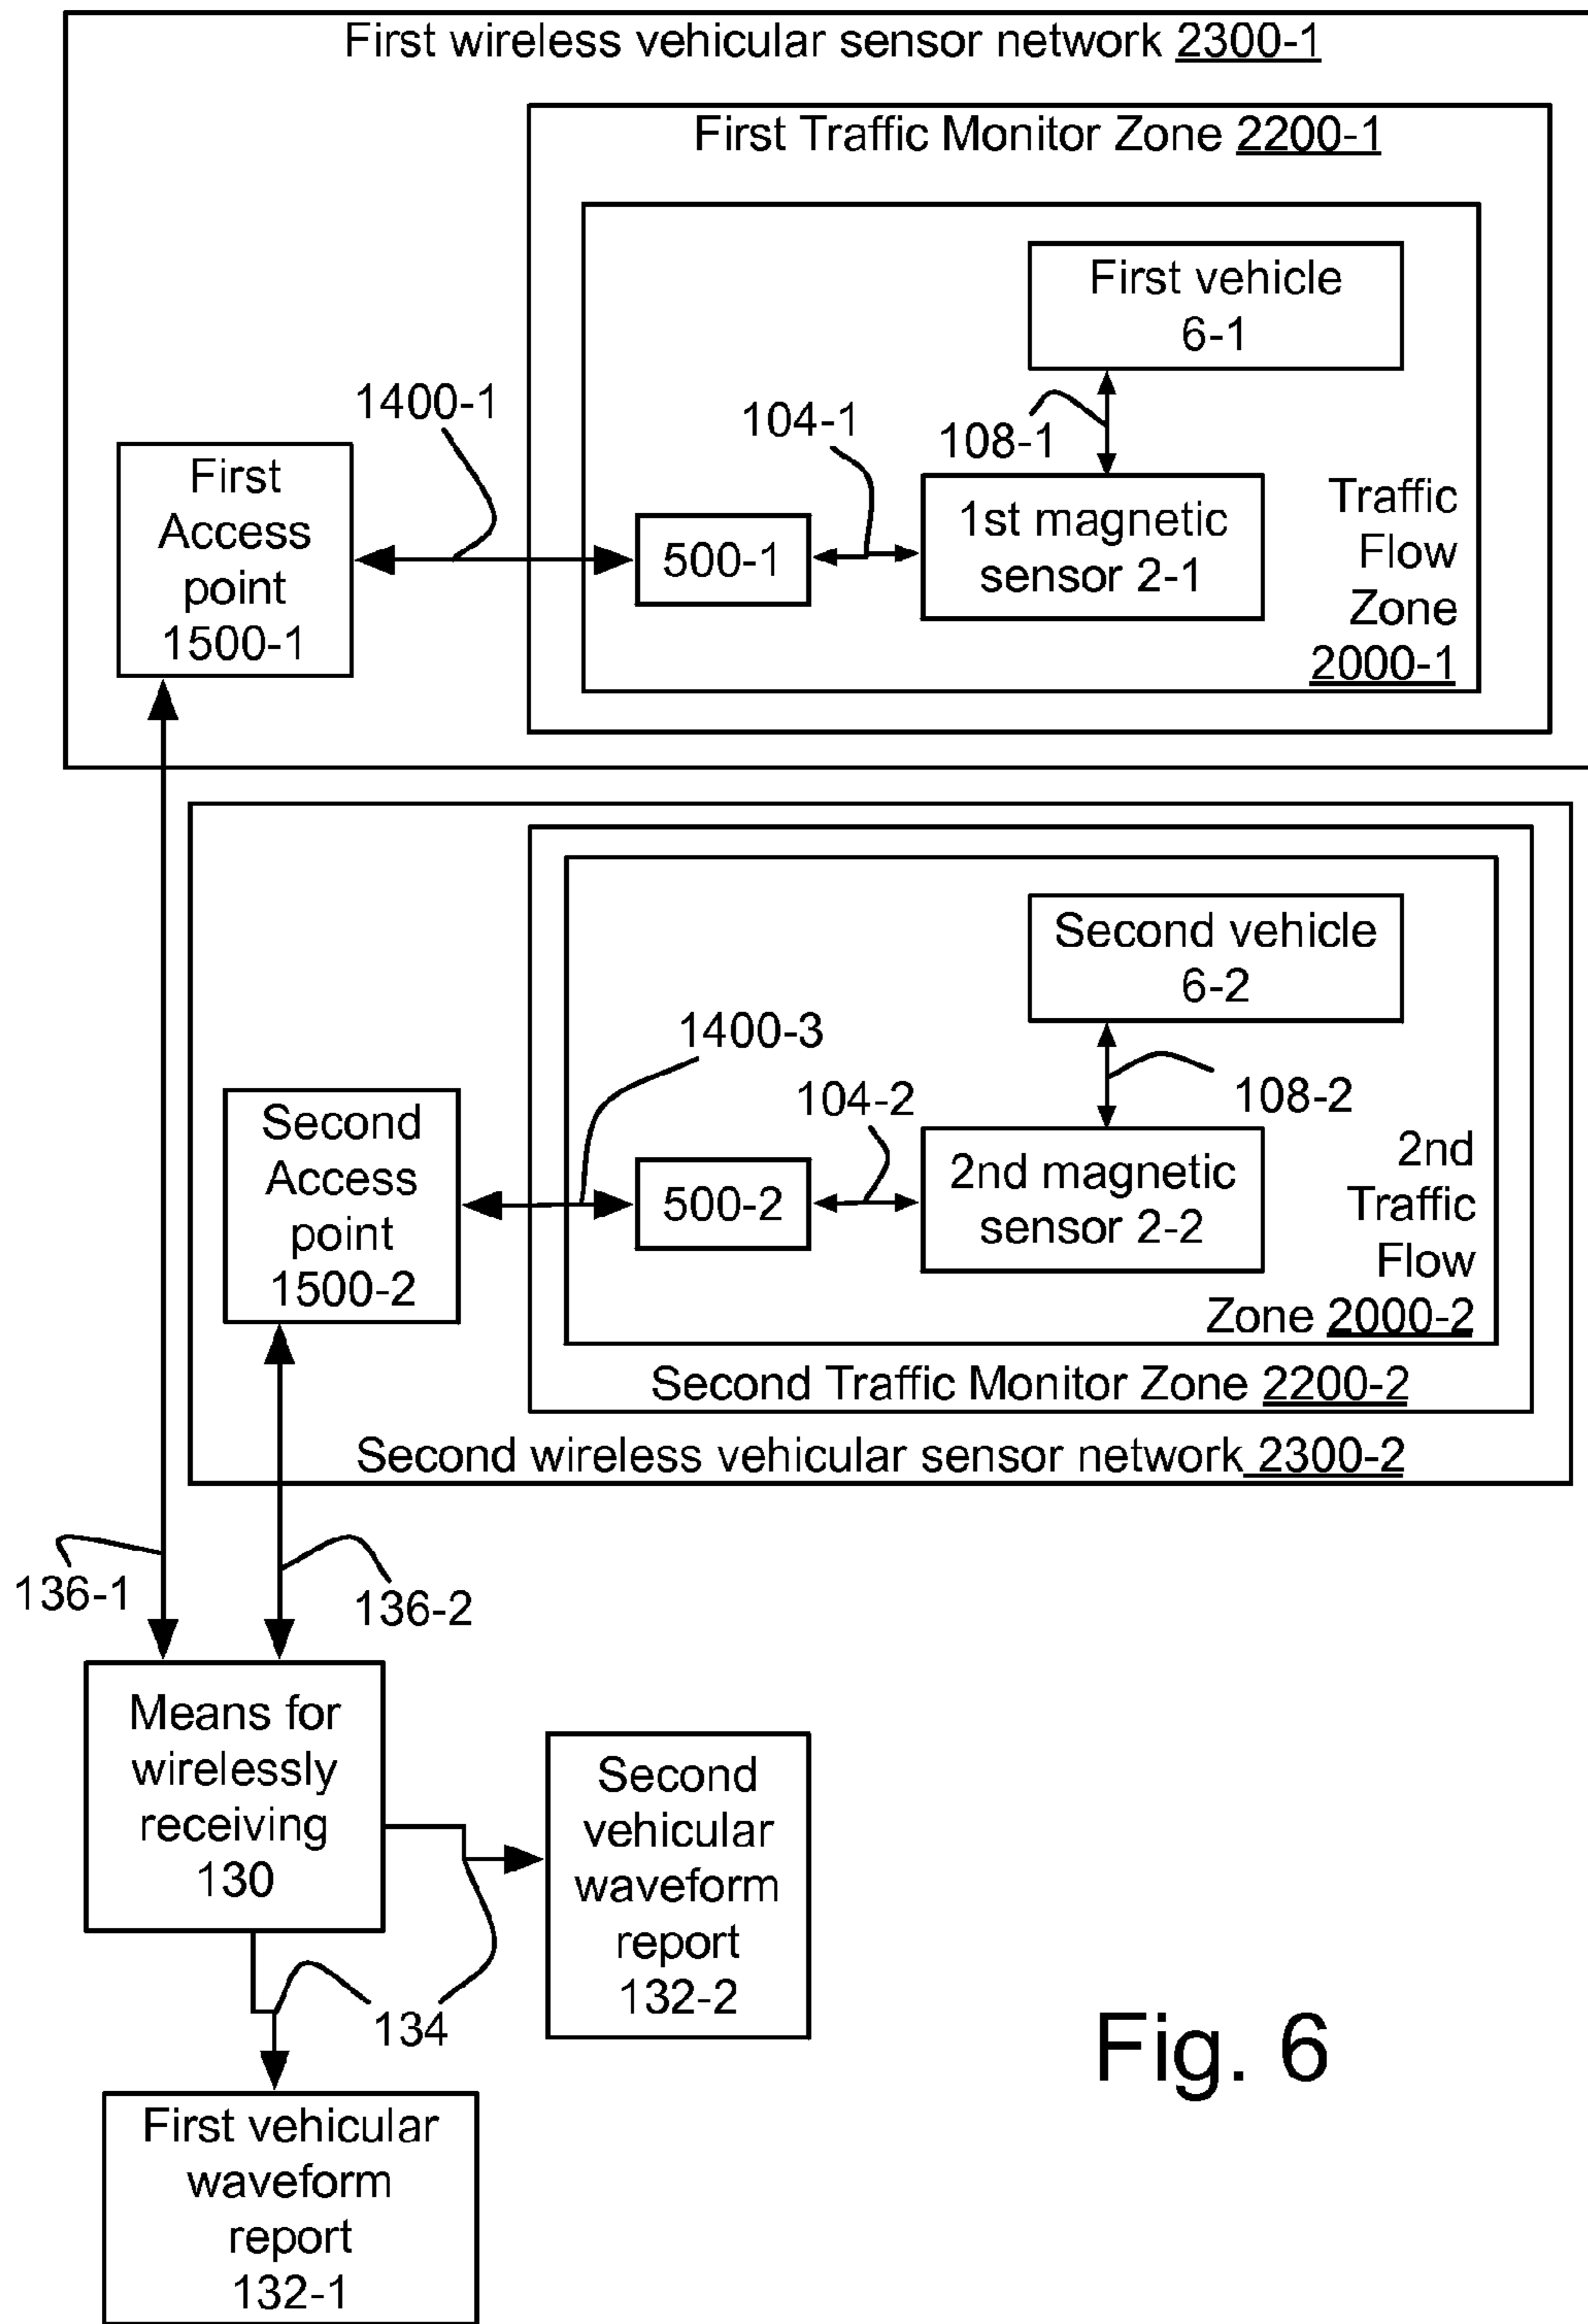 First wireless vehicular sensor network 2300-1
First Traffic Monitor Zone 2200-1
First vehicle
6-1
1400-1
104-1
108-1
First
Access
point
1500-1
500-1
1st magnetic
sensor 2-1
Traffic
Flow
Zone
2000-1
Second vehicle
6-2
1400-3
104-2
108-2
Second
Access
point
1500-2
500-2
2nd magnetic
sensor 2-2
2nd
Traffic
Flow
Zone 2000-2
Second Traffic Monitor Zone 2200-2
Second wireless vehicular sensor network 2300-2
136-1
136-2
Means for
wirelessly
receiving
130
Second
vehicular
waveform
report
132-2
134
First vehicular
waveform
report
132-1
Fig. 6